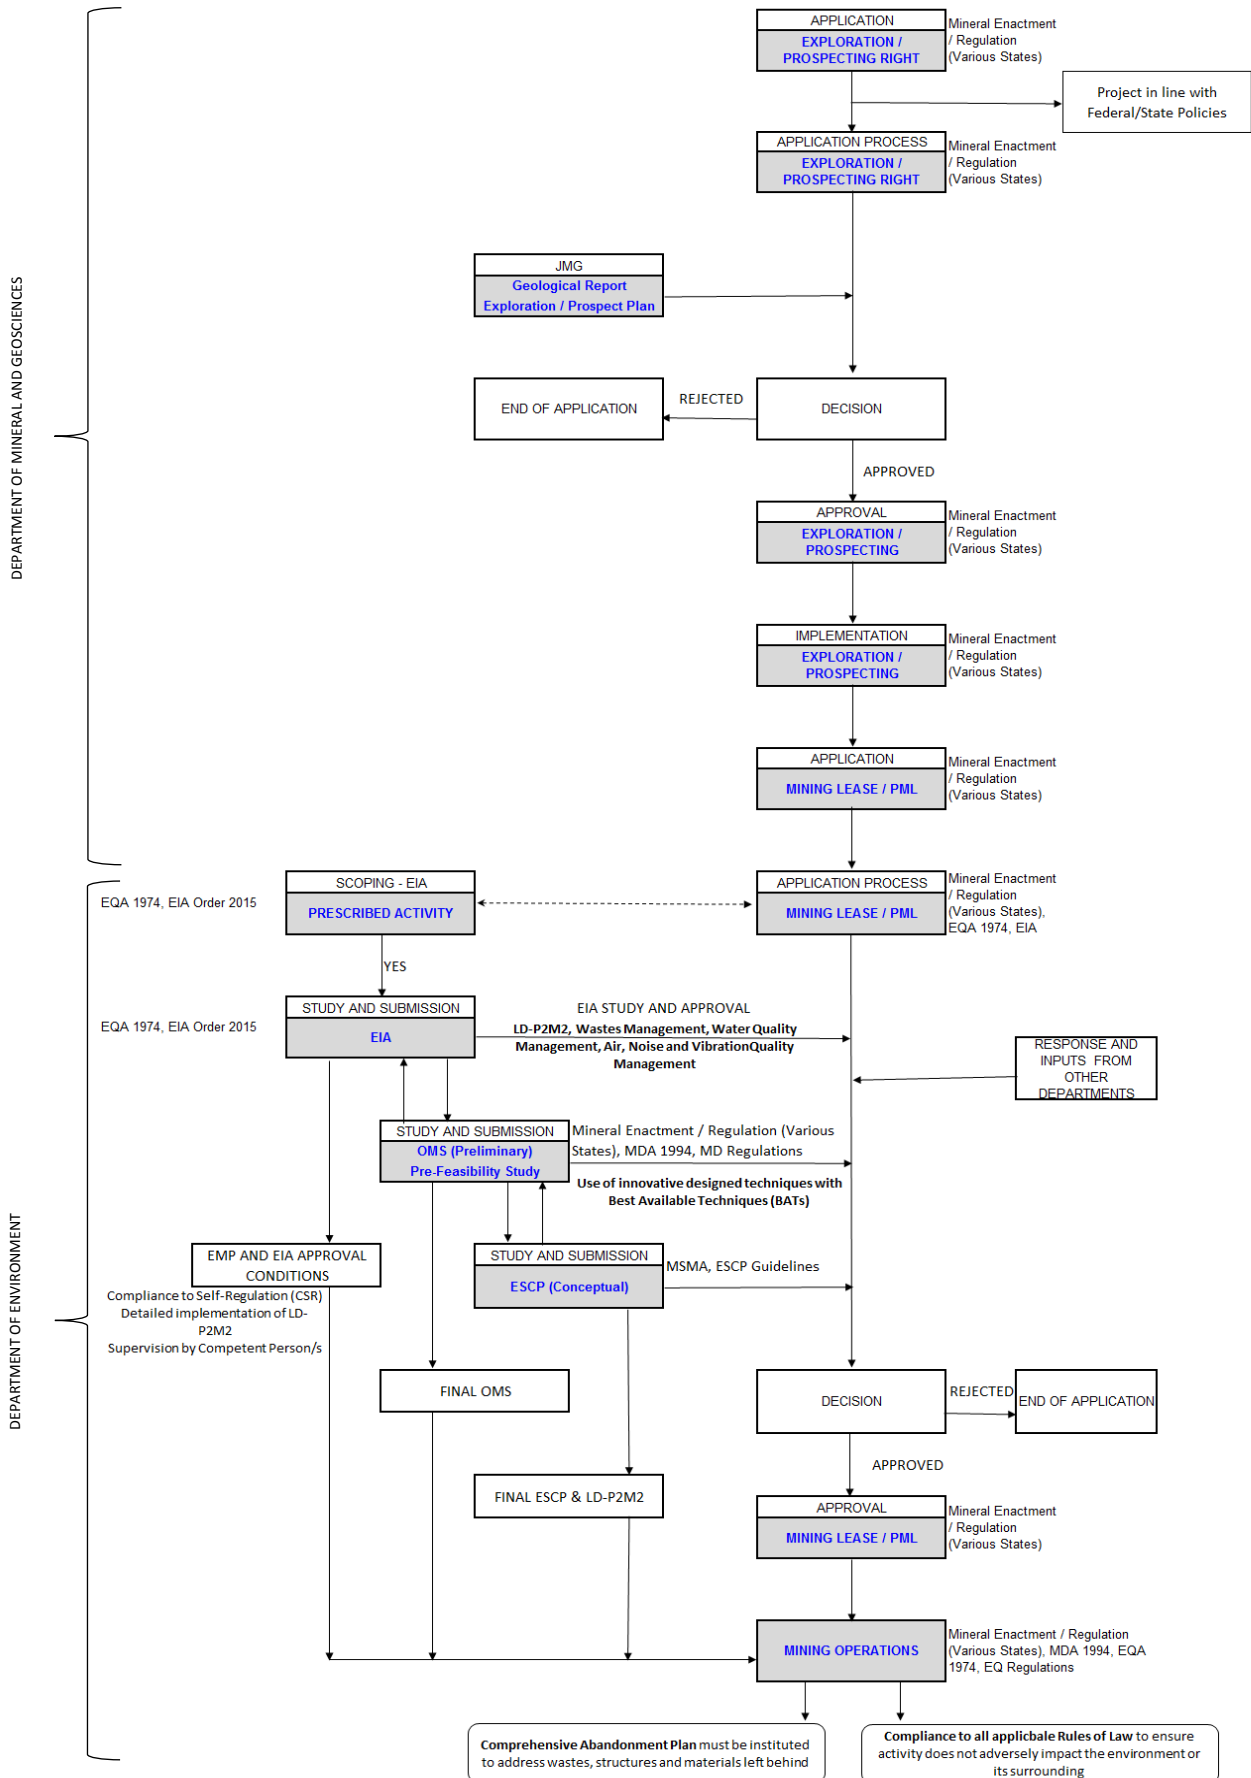 APPLICATION
EXPLORATION /
PROSPECTING RIGHT
Mineral Enactment
/ Regulation
(Various States)
Project in line with
Federal/State Policies
APPLICATION PROCESS
EXPLORATION /
PROSPECTING RIGHT
Mineral Enactment
/ Regulation
(Various States)
DEPARTMENT OF MINERAL AND GEOSCIENCES
JMG
Geological Report
Exploration / Prospect Plan
END OF APPLICATION
REJECTED
DECISION
APPROVED
APPROVAL
EXPLORATION /
PROSPECTING
Mineral Enactment
/ Regulation
(Various States)
IMPLEMENTATION
EXPLORATION /
PROSPECTING
Mineral Enactment
/ Regulation
(Various States)
APPLICATION
MINING LEASE / PML
Mineral Enactment
/ Regulation
(Various States)
EQA 1974, EIA Order 2015
SCOPING - EIA
PRESCRIBED ACTIVITY
APPLICATION PROCESS
MINING LEASE / PML
Mineral Enactment
/ Regulation
(Various States),
EQA 1974, EIA
YES
EQA 1974, EIA Order 2015
STUDY AND SUBMISSION
EIA
EIA STUDY AND APPROVAL
LD-P2M2, Wastes Management, Water Quality
Management, Air, Noise and VibrationQuality
Management
RESPONSE AND
INPUTS FROM
OTHER
DEPARTMENTS
STUDY AND SUBMISSION
OMS (Preliminary)
Pre-Feasibility Study
Mineral Enactment / Regulation (Various
States), MDA 1994, MD Regulations
Use of innovative designed techniques with
Best Available Techniques (BATs)
DEPARTMENT OF ENVIRONMENT
EMP AND EIA APPROVAL
CONDITIONS
Compliance to Self-Regulation (CSR)
Detailed implementation of LD-
P2M2
Supervision by Competent Person/s
STUDY AND SUBMISSION
ESCP (Conceptual)
MSMA, ESCP Guidelines
FINAL OMS
DECISION
REJECTED
END OF APPLICATION
APPROVED
FINAL ESCP & LD-P2M2
APPROVAL
MINING LEASE / PML
Mineral Enactment
/ Regulation
(Various States)
MINING OPERATIONS
Mineral Enactment / Regulation
(Various States), MDA 1994, EQA
1974, EQ Regulations
Comprehensive Abandonment Plan must be instituted
to address wastes, structures and materials left behind
Compliance to all applicbale Rules of Law to ensure
activity does not adversely impact the environment or
its surrounding